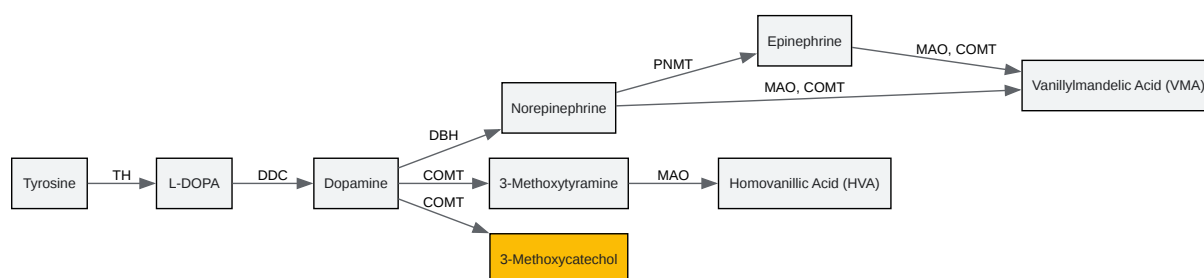 Epinephrine
MAO, COMT
PNMT
Vanillylmandelic Acid (VMA)
MAO, COMT
Norepinephrine
DBH
Tyrosine
TH
L-DOPA
DDC
Dopamine
COMT
3-Methoxytyramine
MAO
Homovanillic Acid (HVA)
COMT
3-Methoxycatechol